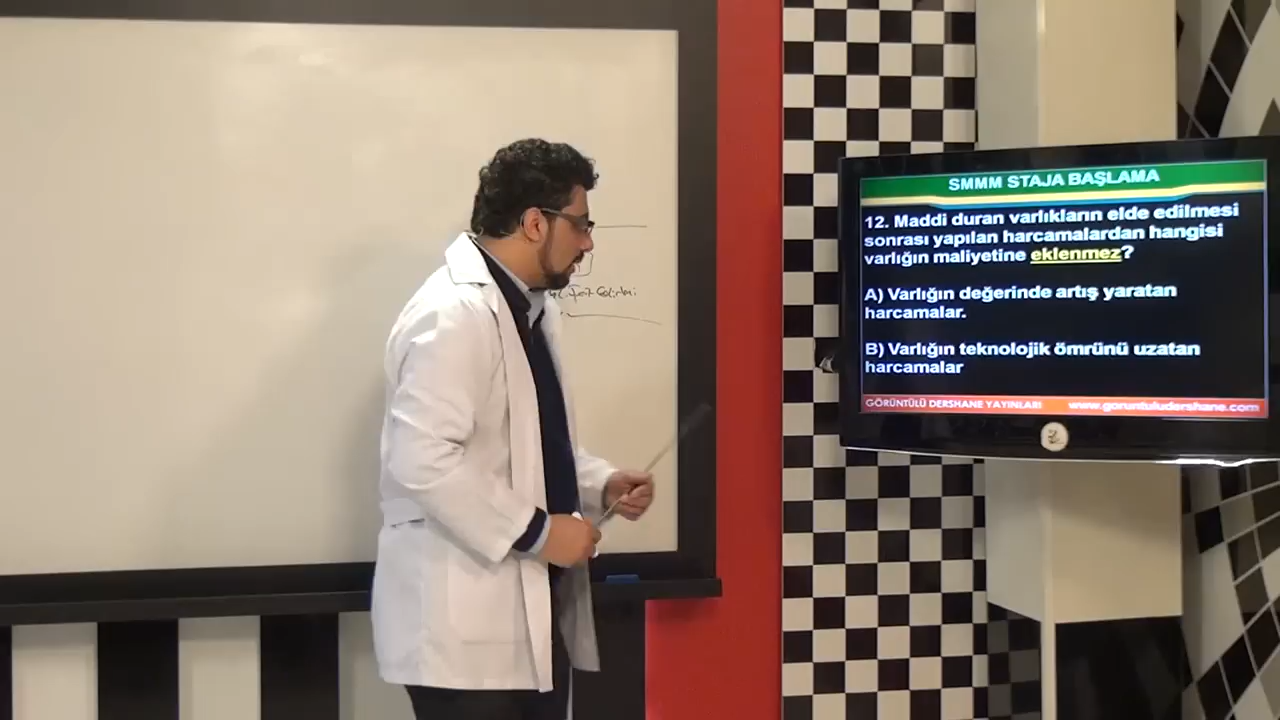 SMMM STAJA BAŞLAMA
12. Maddi duran varlıkların elde edilmesi
sonrası yapılan harcamalardan hangisi
varlığın maliyetine eklenmez?
A) Varlığın değerinde artış yaratan
harcamalar.
B) Varlığın teknolojik ömrünü uzatan
harcamalar
GÖRÜNTÜLÜ DERSHANE YAYINLARI www.goruntuludershane.com